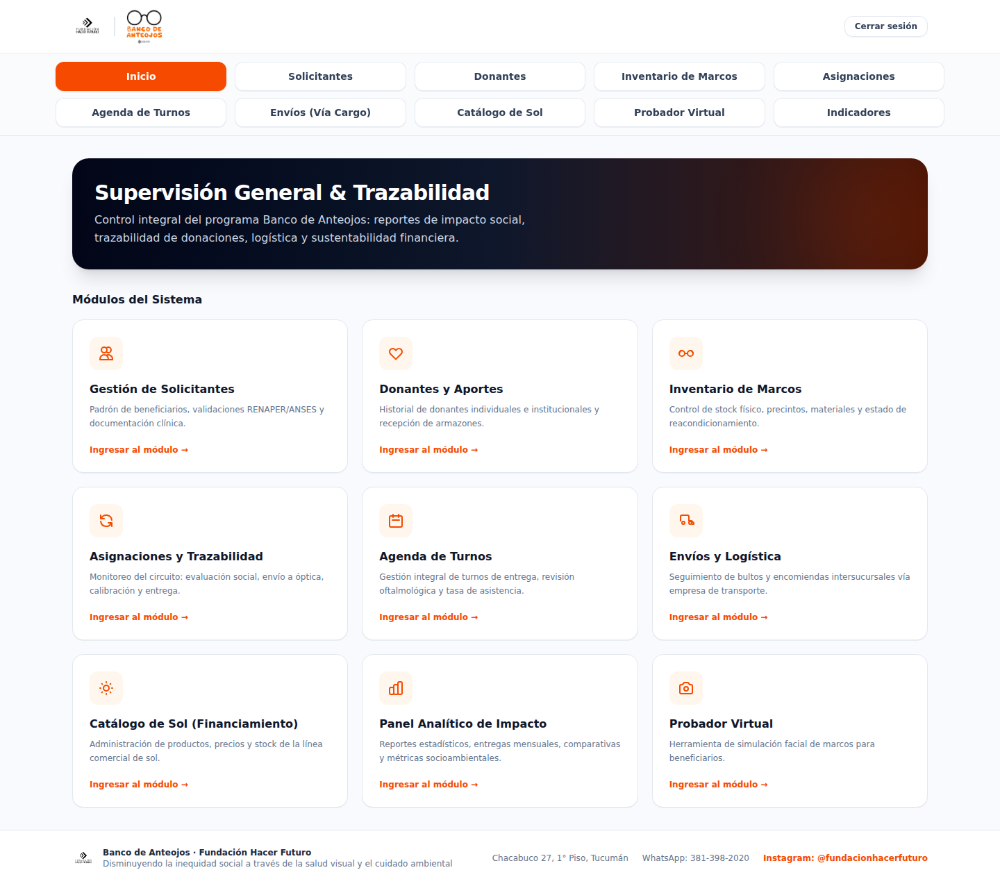 FUNDACIÓN
HACER FUTURO
BANCO DE
ANTEOJOS
Cerrar sesión
Inicio
Solicitantes
Donantes
Inventario de Marcos
Asignaciones
Agenda de Turnos
Envíos (Vía Cargo)
Catálogo de Sol
Probador Virtual
Indicadores
Supervisión General & Trazabilidad
Control integral del programa Banco de Anteojos: reportes de impacto social,
trazabilidad de donaciones, logística y sustentabilidad financiera.
Módulos del Sistema
Gestión de Solicitantes
Padrón de beneficiarios, validaciones RENAPER/ANSES y
documentación clínica.
Ingresar al módulo →
Donantes y Aportes
Historial de donantes individuales e institucionales y
recepción de armazones.
Ingresar al módulo →
Inventario de Marcos
Control de stock físico, precintos, materiales y estado de
reacondicionamiento.
Ingresar al módulo →
Asignaciones y Trazabilidad
Monitoreo del circuito: evaluación social, envío a óptica,
calibración y entrega.
Ingresar al módulo →
Agenda de Turnos
Gestión integral de turnos de entrega, revisión
oftalmológica y tasa de asistencia.
Ingresar al módulo →
Envíos y Logística
Seguimiento de bultos y encomiendas intersucursales vía
empresa de transporte.
Ingresar al módulo →
Catálogo de Sol (Financiamiento)
Administración de productos, precios y stock de la línea
comercial de sol.
Ingresar al módulo →
Panel Analítico de Impacto
Reportes estadísticos, entregas mensuales, comparativas
y métricas socioambientales.
Ingresar al módulo →
Probador Virtual
Herramienta de simulación facial de marcos para
beneficiarios.
Ingresar al módulo →
FUNDACIÓN
HACER FUTURO
Banco de Anteojos · Fundación Hacer Futuro
Disminuyendo la inequidad social a través de la salud visual y el cuidado ambiental
Chacabuco 27, 1° Piso, Tucumán
WhatsApp: 381-398-2020
Instagram: @fundacionhacerfuturo